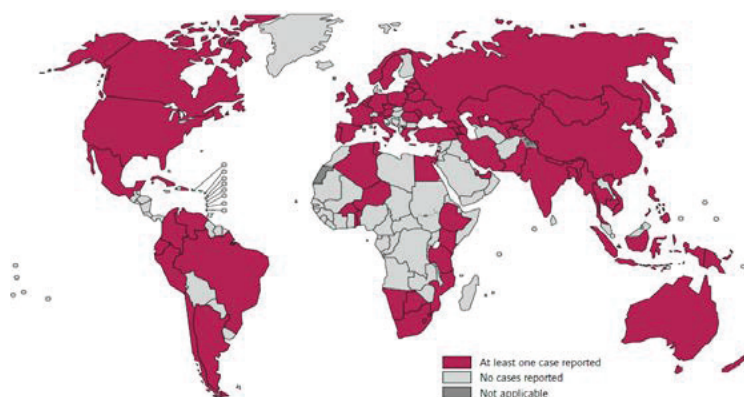 At least one case reported
No cases reported
Not applicable